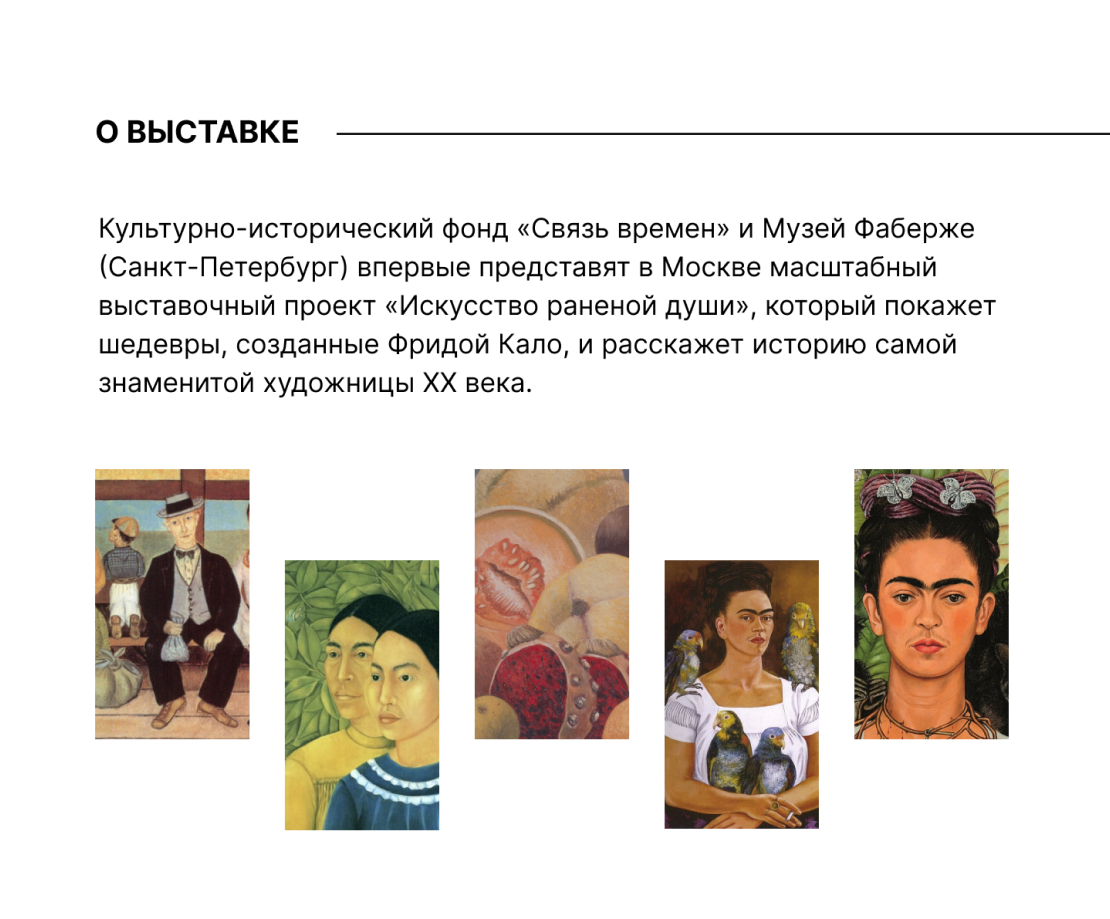 О ВЫСТАВКЕ
Культурно-исторический фонд «Связь времен» и Музей Фаберже
(Санкт-Петербург) впервые представят в Москве масштабный
выставочный проект «Искусство раненой души», который покажет
шедевры, созданные Фридой Кало, и расскажет историю самой
знаменитой художницы XX века.